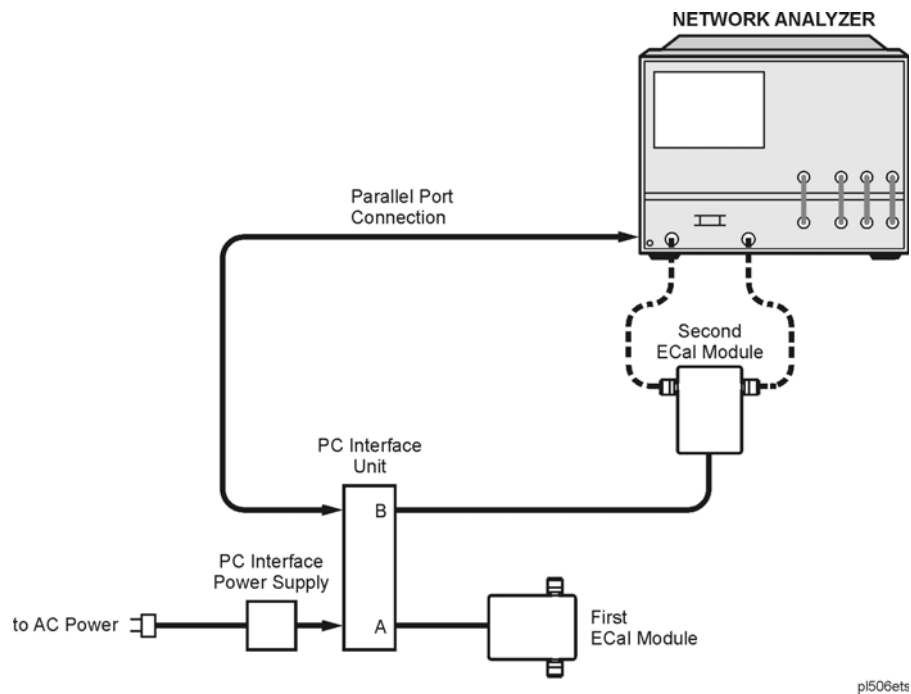 NETWORK ANALYZER
Parallel Port
Connection
Second
ECal Module
PC Interface
Unit
B
PC Interface
Power Supply
to AC Power
A
First
ECal Module
pl506ets